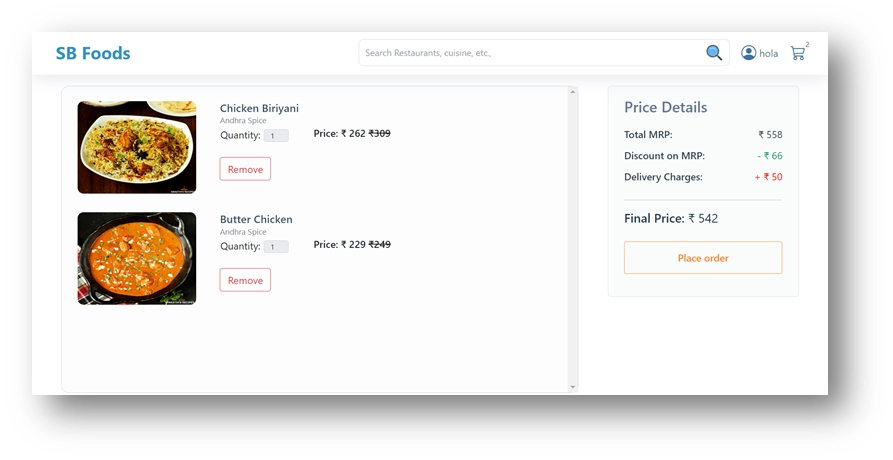 SB Foods
Search Restaurants, cuisine, etc.,
hola
2
Chicken Biriyani
Andhra Spice
Quantity: 1
Price: ₹ 262 ₹309
Remove
Butter Chicken
Andhra Spice
Quantity: 1
Price: ₹ 229 ₹249
Remove
Price Details
Total MRP: ₹ 558
Discount on MRP: - ₹ 66
Delivery Charges: + ₹ 50
Final Price: ₹ 542
Place order